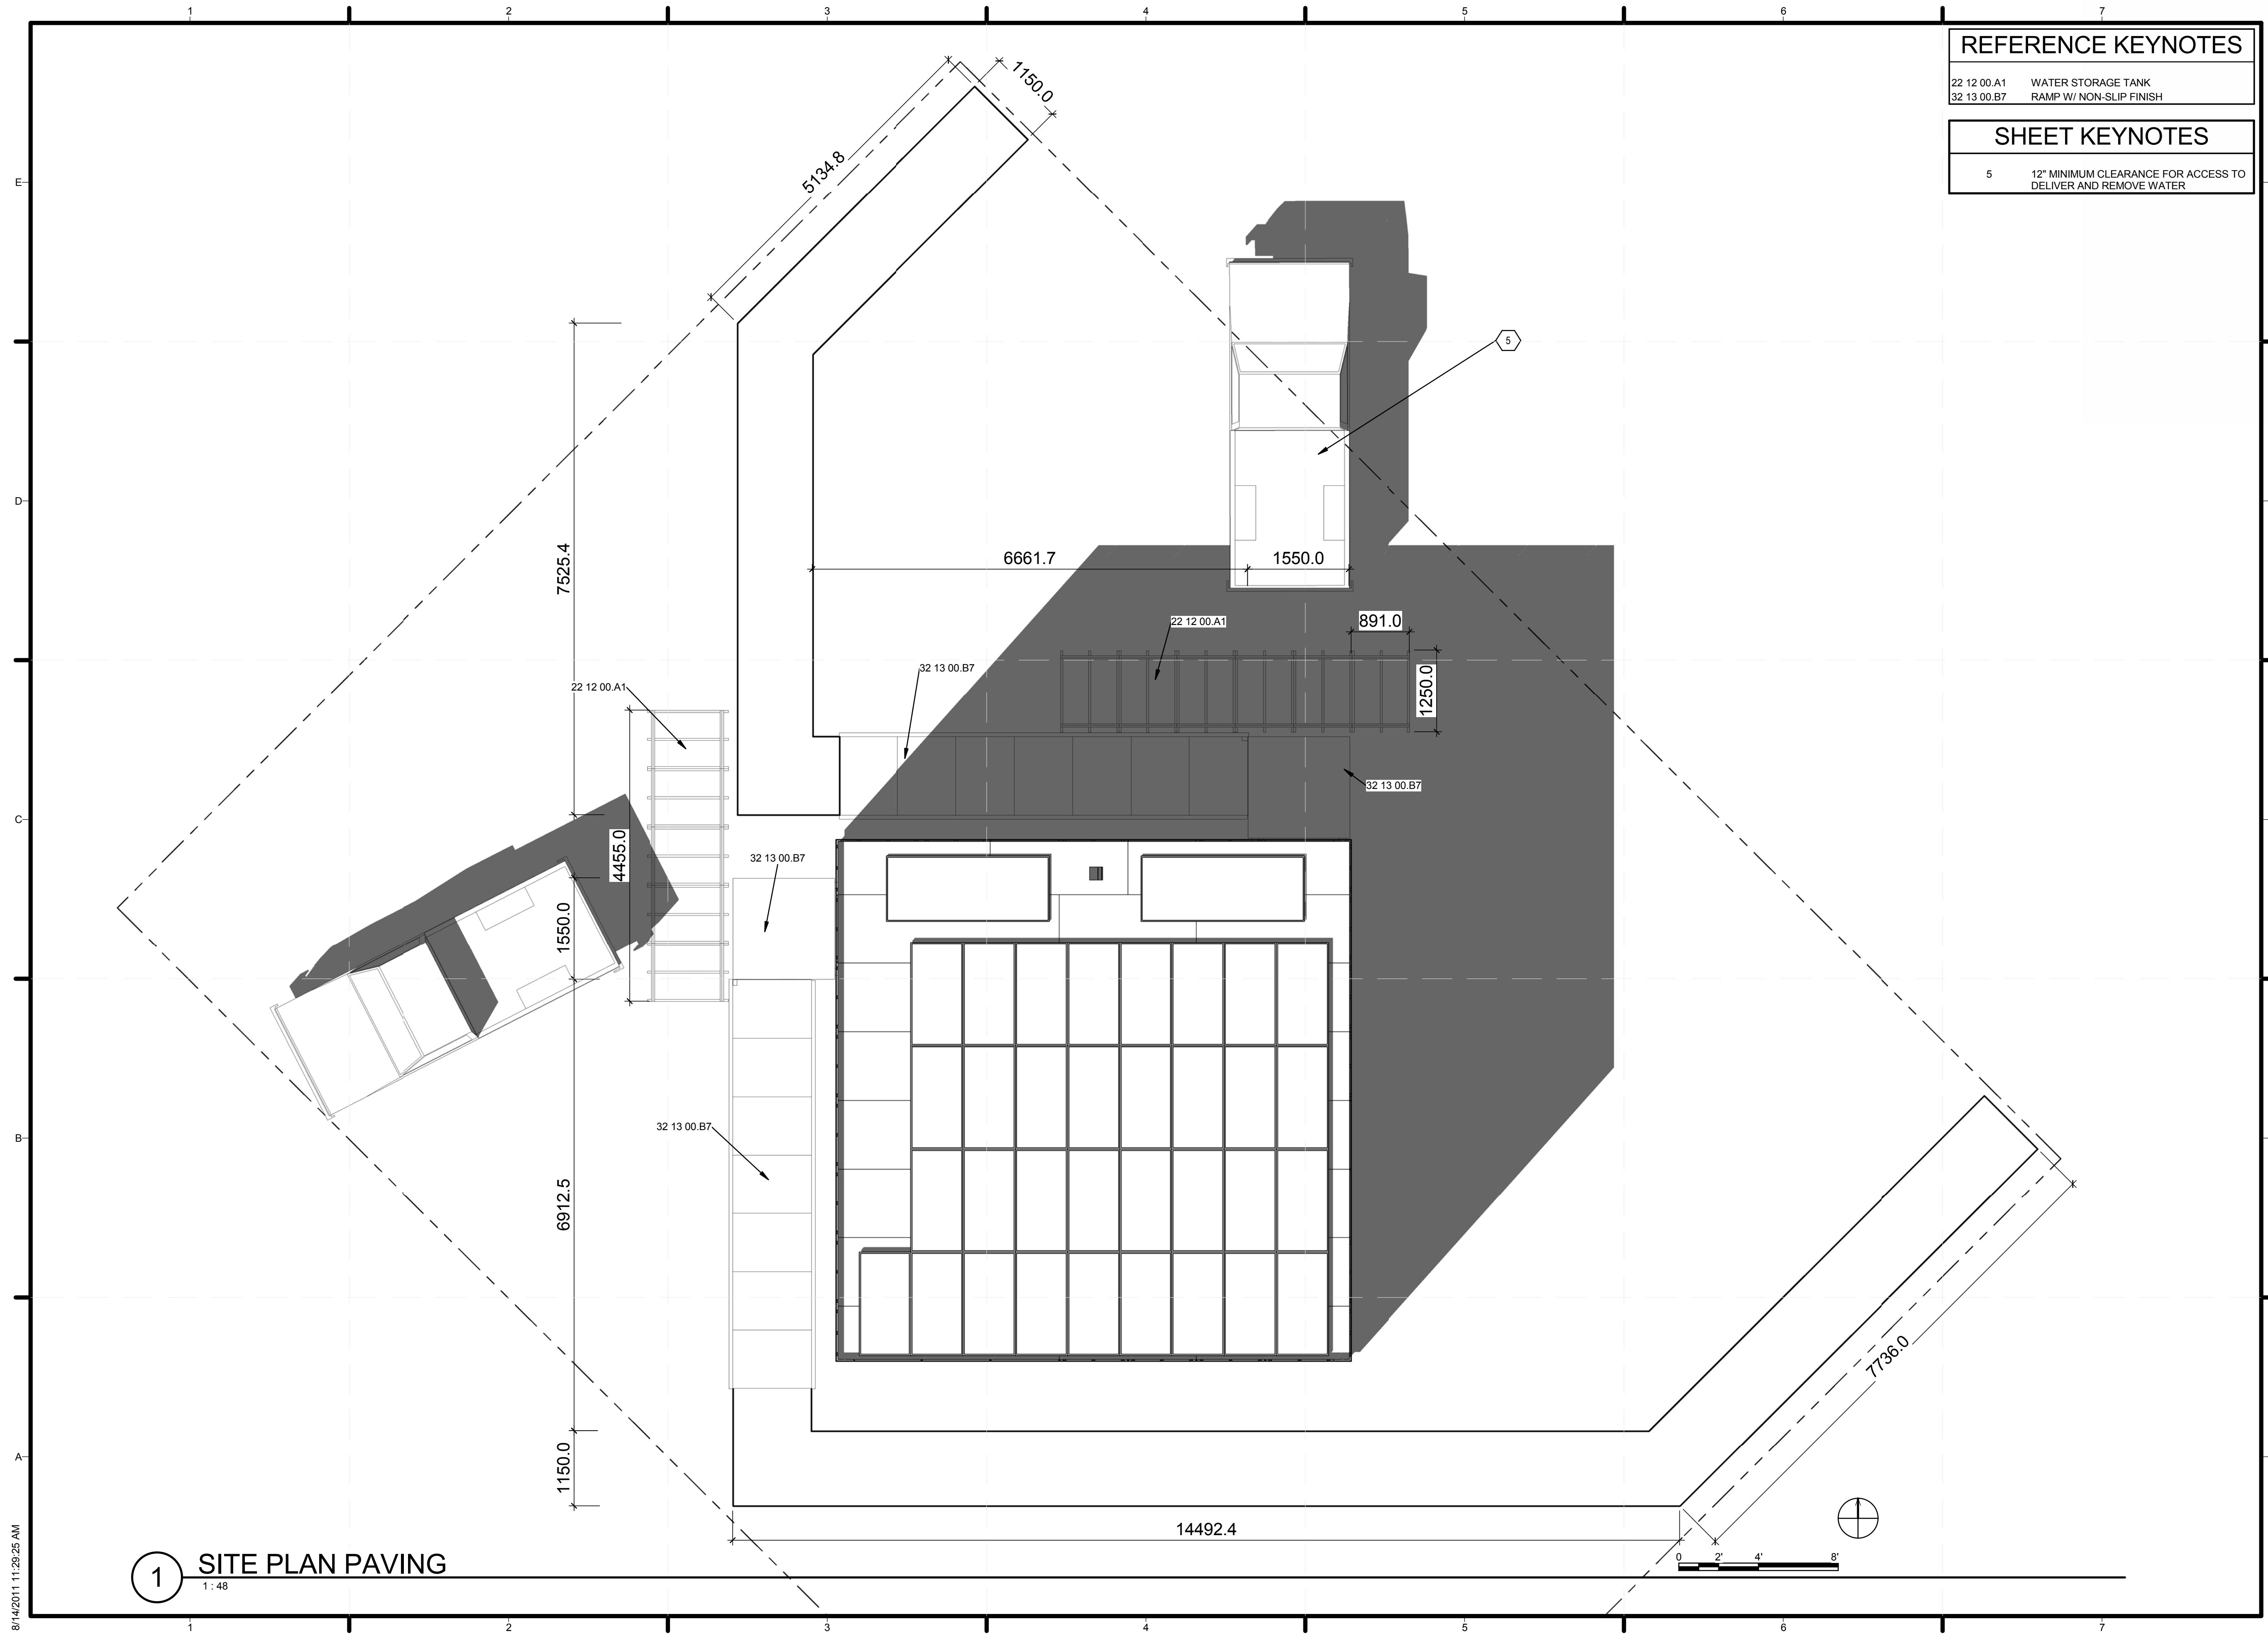 1 2 3 4 5 6 7
REFERENCE KEYNOTES
22 12 00.A1 WATER STORAGE TANK
32 13 00.B7 RAMP W/ NON-SLIP FINISH
SHEET KEYNOTES
5 12" MINIMUM CLEARANCE FOR ACCESS TO
DELIVER AND REMOVE WATER
1150.0
5134.8
E
5
D
7525.4
6661.7
1550.0
22 12 00.A1
891.0
32 13 00.B7
22 12 00.A1
1250.0
32 13 00.B7
C
4455.0
32 13 00.B7
1550.0
32 13 00.B7
B
6912.5
7736.0
A
1150.0
14492.4
0 2' 4' 8'
1 SITE PLAN PAVING
1 : 48
8/14/2011 11:29:25 AM
1 2 3 4 5 6 7